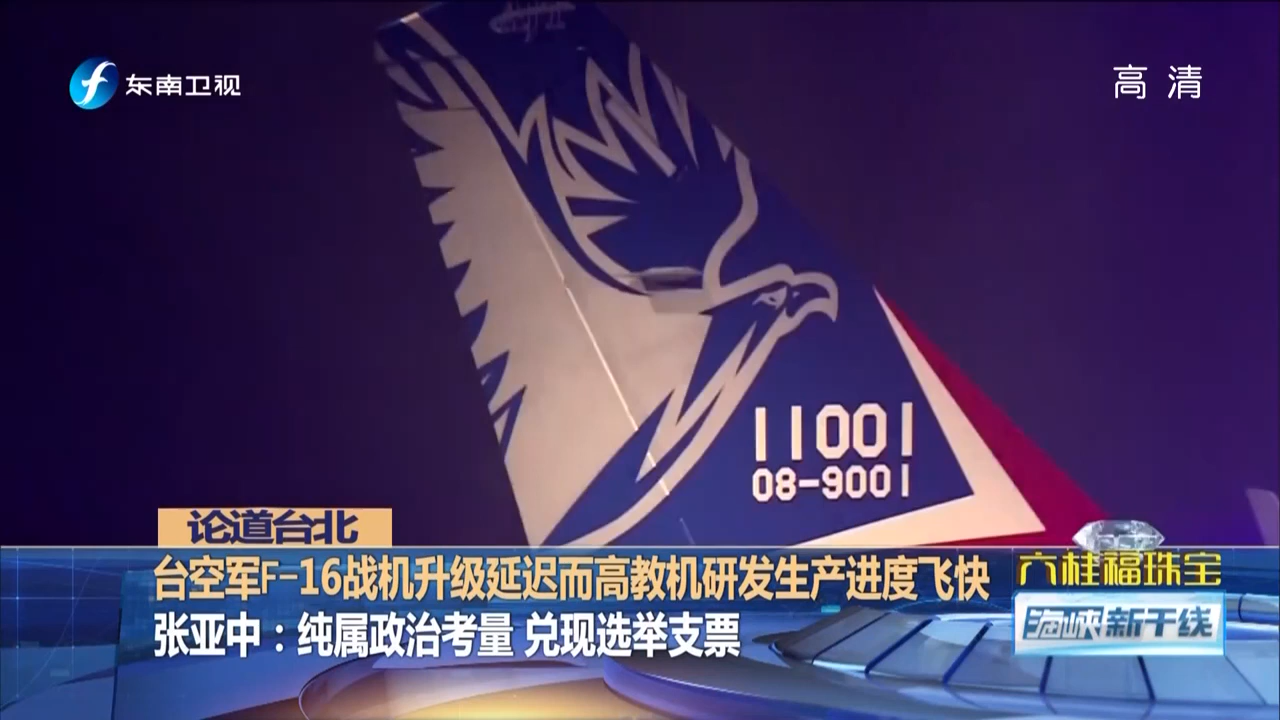 东南卫视
高清
11001
08-9001
论道台北
台空军F-16战机升级延迟而高教机研发生产进度飞快
张亚中：纯属政治考量 兑现选举支票
六桂福珠宝
海峡新干线